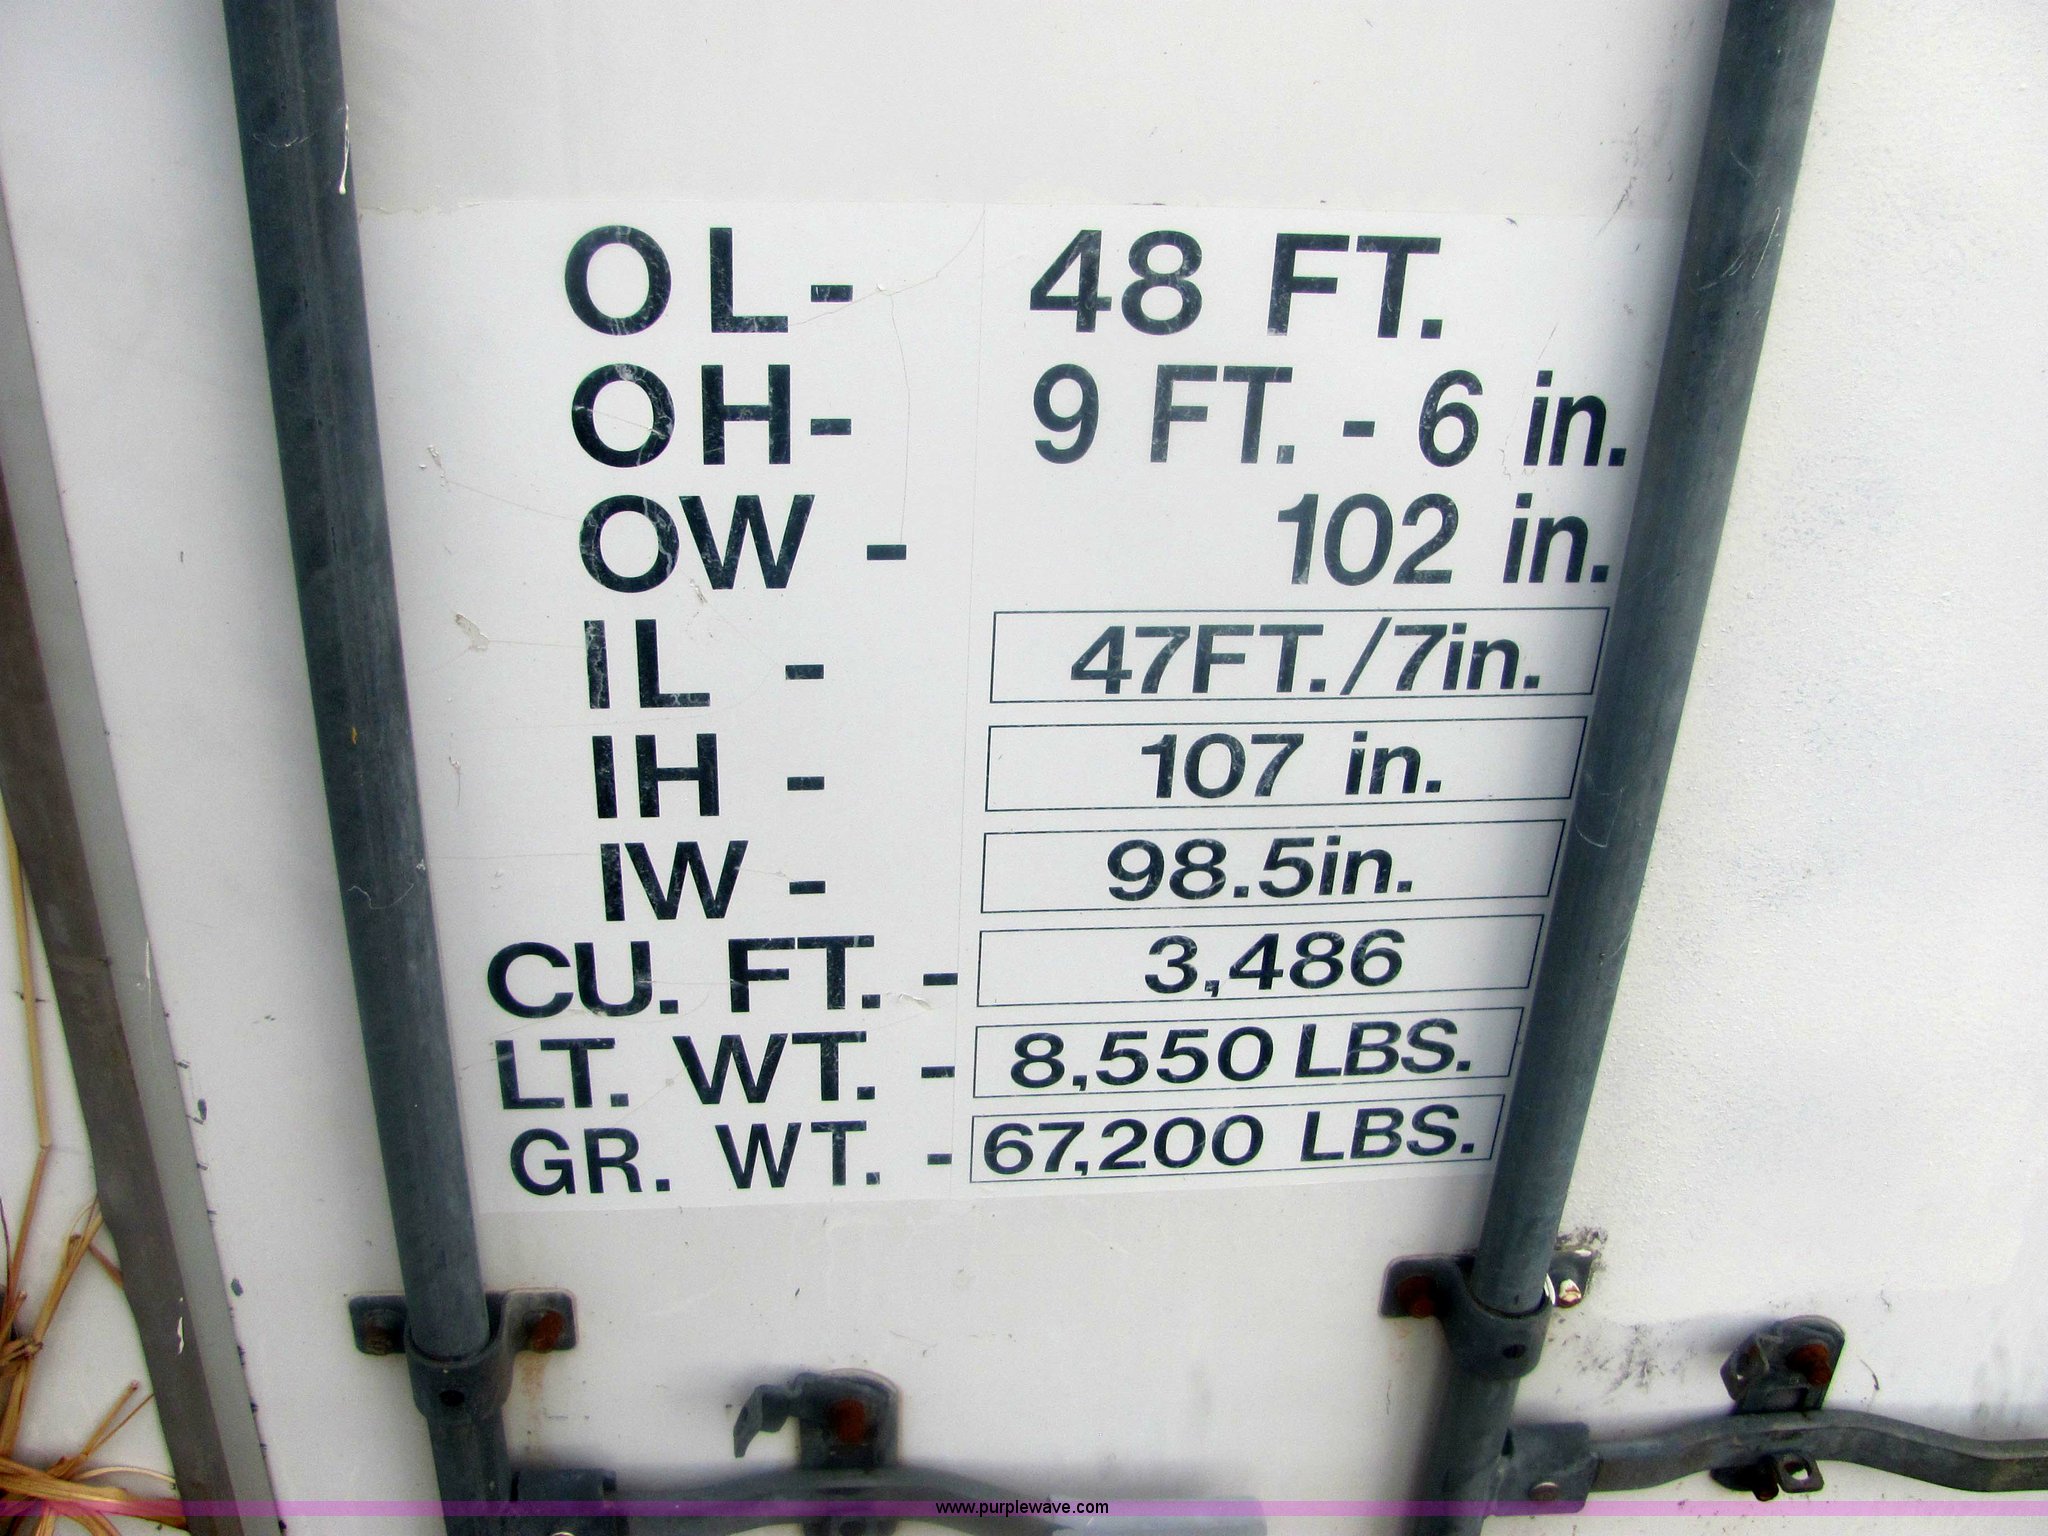 OL- 48 FT.
OH- 9 FT. - 6 in.
OW - 102 in.
IL - 47FT./7in.
IH - 107 in.
IW - 98.5in.
CU. FT. - 3,486
LT. WT. - 8,550 LBS.
GR. WT. - 67,200 LBS.
www.purplewave.com